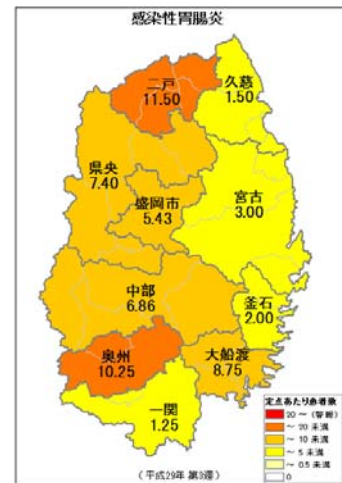 感染性胃腸炎
二戸
11.50
久慈
1.50
県央
7.40
盛岡市
5.43
宮古
3.00
中部
6.86
釜石
2.00
奥州
10.25
大船渡
8.75
一関
1.25
定点あたり患者数
20 ～ (警報)
～ 20 未満
～ 10 未満
～ 5 未満
～ 0.5 未満
0
(平成29年 第3週)